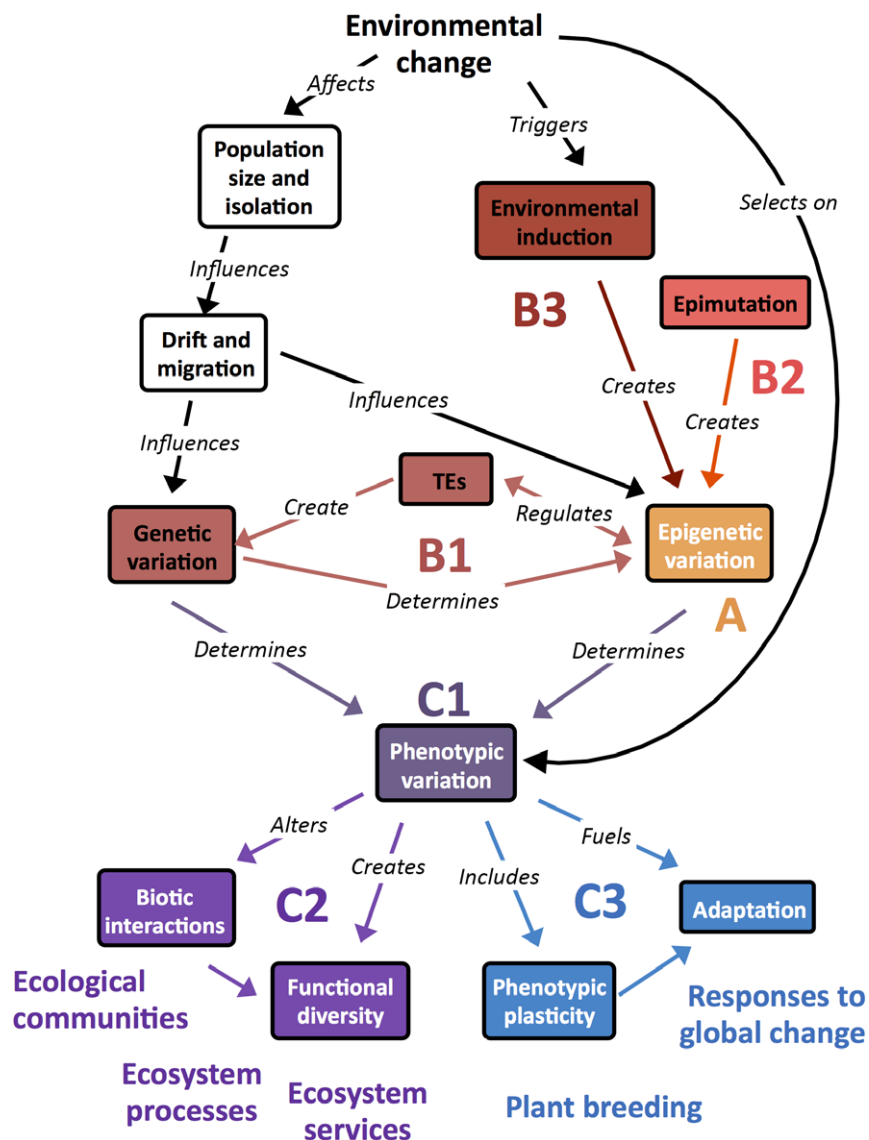 Environmental
change
Affects
Triggers
Selects on
Population
size and
isolation
Environmental
induction
Influences
B3
Epimutation
Drift and
migration
B2
Influences
Creates
Creates
Influences
TEs
Create
Regulates
Genetic
variation
B1
Epigenetic
variation
Determines
A
Determines
Determines
C1
Phenotypic
variation
Alters
Creates
Includes
Fuels
Biotic
interactions
C2
C3
Adaptation
Ecological
communities
Functional
diversity
Phenotypic
plasticity
Responses to
global change
Ecosystem
processes
Ecosystem
services
Plant breeding